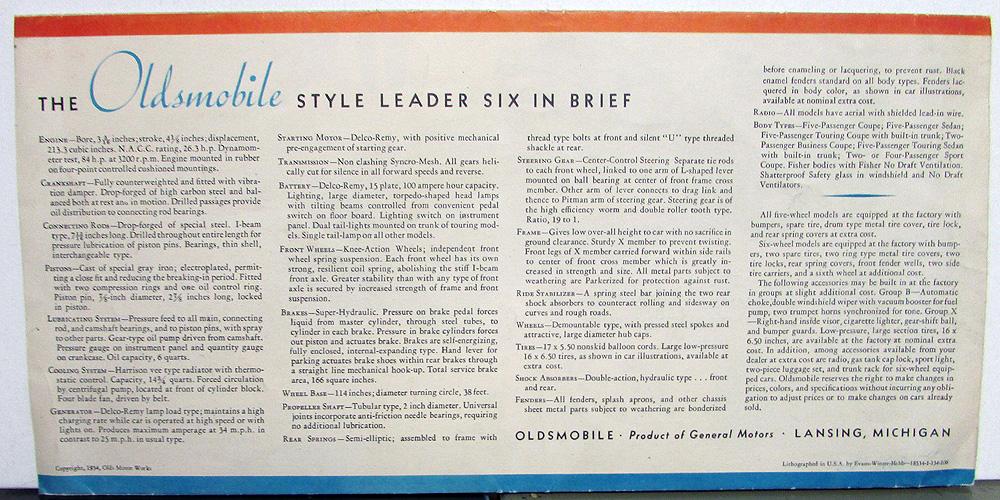 THE Oldsmobile STYLE LEADER SIX IN BRIEF
ENGINE—Bore, 3 5/16 inches; stroke, 4 1/8 inches; displacement,
213.3 cubic inches. N.A.C.C. rating, 26.3 h.p. Dynamom-
eter test, 84 h.p. at 3200 r.p.m. Engine mounted in rubber
on four-point controlled cushioned mountings.
CRANKSHAFT—Fully counterweighted and fitted with vibra-
tion damper. Drop-forged of high carbon steel and bal-
anced both at rest and in motion. Drilled passages provide
oil distribution to connecting rod bearings.
CONNECTING RODS—Drop-forged of special steel. I-beam
type, inches long. Drilled throughout entire length for
pressure lubrication of piston pins. Bearings, thin shell,
interchangeable type.
PISTONS—Cast of special gray iron; electroplated, permit-
ting a close fit and reducing the breaking-in period. Fitted
with two compression rings and one oil control ring.
Piston pin, 7/8-inch diameter, 2 7/8 inches long, locked
in piston.
LUBRICATING SYSTEM—Pressure feed to all main, connecting
rod, and camshaft bearings, and to piston pins, with spray
to other parts. Gear-type oil pump driven from camshaft.
Pressure gauge on instrument panel and quantity gauge
on crankcase. Oil capacity, 6 quarts.
COOLING SYSTEM—Harrison vee type radiator with thermo-
static control. Capacity, 14 3/4 quarts. Forced circulation
by centrifugal pump, located at front of cylinder block.
Four blade fan, driven by belt.
GENERATOR—Delco-Remy lamp load type; maintains a high
charging rate while car is operated at high speed or with
lights on. Produces maximum amperage at 34 m.p.h. in
contrast to 25 m.p.h. in usual type.
STARTING MOTOR—Delco-Remy, with positive mechanical
pre-engagement of starting gear.
TRANSMISSION—Non clashing Syncro-Mesh. All gears heli-
cally cut for silence in all forward speeds and reverse.
BATTERY—Delco-Remy, 15 plate, 100 ampere hour capacity.
Lighting, large diameter, torpedo-shaped head lamps
with tilting beams controlled from convenient pedal
switch on floor board. Lighting switch on instrument
panel. Dual tail-lights mounted on trunk of touring mod-
els. Single tail-lamp on all other models.
FRONT WHEELS—Knee-Action Wheels; independent front
wheel spring suspension. Each front wheel has its own
strong, resilient coil spring, abolishing the stiff I-beam
front axle. Greater stability than with any type of front
axle is secured by increased strength of frame and front
suspension.
BRAKES—Super-Hydraulic. Pressure on brake pedal forces
liquid from master cylinder, through steel tubes, to
cylinder in each brake. Pressure in brake cylinders forces
out piston and actuates brake. Brakes are self-energizing,
fully enclosed, internal-expanding type. Hand lever for
parking actuates brake shoes within rear brakes through
a straight line mechanical hook-up. Total service brake
area, 166 square inches.
WHEEL BASE—114 inches; diameter turning circle, 38 feet.
PROPELLER SHAFT—Tubular type, 2 inch diameter. Universal
joints incorporate anti-friction needle bearings, requiring
no additional lubrication.
REAR SPRINGS—Semi-elliptic; assembled to frame with
thread type bolts at front and silent "U" type threaded
shackle at rear.
STEERING GEAR—Center-Control Steering Separate tie rods
to each front wheel, linked to one arm of L-shaped lever
mounted on ball bearing at center of front frame cross
member. Other arm of lever connects to drag link and
thence to Pitman arm of steering gear. Steering gear is of
the high efficiency worm and double roller tooth type.
Ratio, 19 to 1.
FRAME—Gives low over-all height to car with no sacrifice in
ground clearance. Sturdy X member to prevent twisting.
Front legs of X member carried forward within side rails
to center of front cross member which is greatly in-
creased in strength and size. All metal parts subject to
weathering are Parkerized for protection against rust.
RIDE STABILIZER—A spring steel bar joining the two rear
shock absorbers to counteract rolling and sidesway on
curves and rough roads.
WHEELS—Demountable type, with pressed steel spokes and
attractive, large diameter hub caps.
TIRES—17 x 5.50 nonskid balloon cords. Large low-pressure
16 x 6.50 tires, as shown in car illustrations, available at
extra cost.
SHOCK ABSORBERS—Double-action, hydraulic type . . . front
and rear.
FENDERS—All fenders, splash aprons, and other chassis
sheet metal parts subject to weathering are bonderized
before enameling or lacquering, to prevent rust. Black
enamel fenders standard on all body types. Fenders lac-
quered in body color, as shown in car illustrations,
available at nominal extra cost.
RADIO—All models have aerial with shielded lead-in wire.
BODY TYPES—Five-Passenger Coupe; Five-Passenger Sedan;
Five-Passenger Touring Coupe with built-in trunk; Two-
Passenger Business Coupe; Five-Passenger Touring Sedan
with built-in trunk; Two- or Four-Passenger Sport
Coupe. Fisher bodies with Fisher No Draft Ventilation.
Shatterproof Safety glass in windshield and No Draft
Ventilators.
All five-wheel models are equipped at the factory with
bumpers, spare tire, drum type metal tire cover, tire lock,
and rear spring covers at extra cost.
Six-wheel models are equipped at the factory with bump-
ers, two spare tires, two ring type metal tire covers, two
tire locks, rear spring covers, front fender wells, two side
tire carriers, and a sixth wheel at additional cost.
The following accessories may be built in at the factory
in groups at slight additional cost. Group B—Automatic
choke, double windshield wiper with vacuum booster for fuel
pump, two trumpet horns synchronized for tone. Group X
—Right-hand inside visor, cigarette lighter, gear-shift ball,
and bumper guards. Low-pressure, large section tires, 16 x
6.50 inches, are available at the factory at nominal extra
cost. In addition, among accessories available from your
dealer at extra cost are radio, gas tank cap lock, sport light,
two-piece luggage set, and trunk rack for six-wheel equip-
ped cars. Oldsmobile reserves the right to make changes in
prices, colors, and specifications without incurring any obli-
gation to adjust prices or to make changes on cars already
sold.
OLDSMOBILE · Product of General Motors · LANSING, MICHIGAN
Copyright, 1934, Olds Motor Works
Lithographed in U.S.A. by Evans-Winter-Hebb—